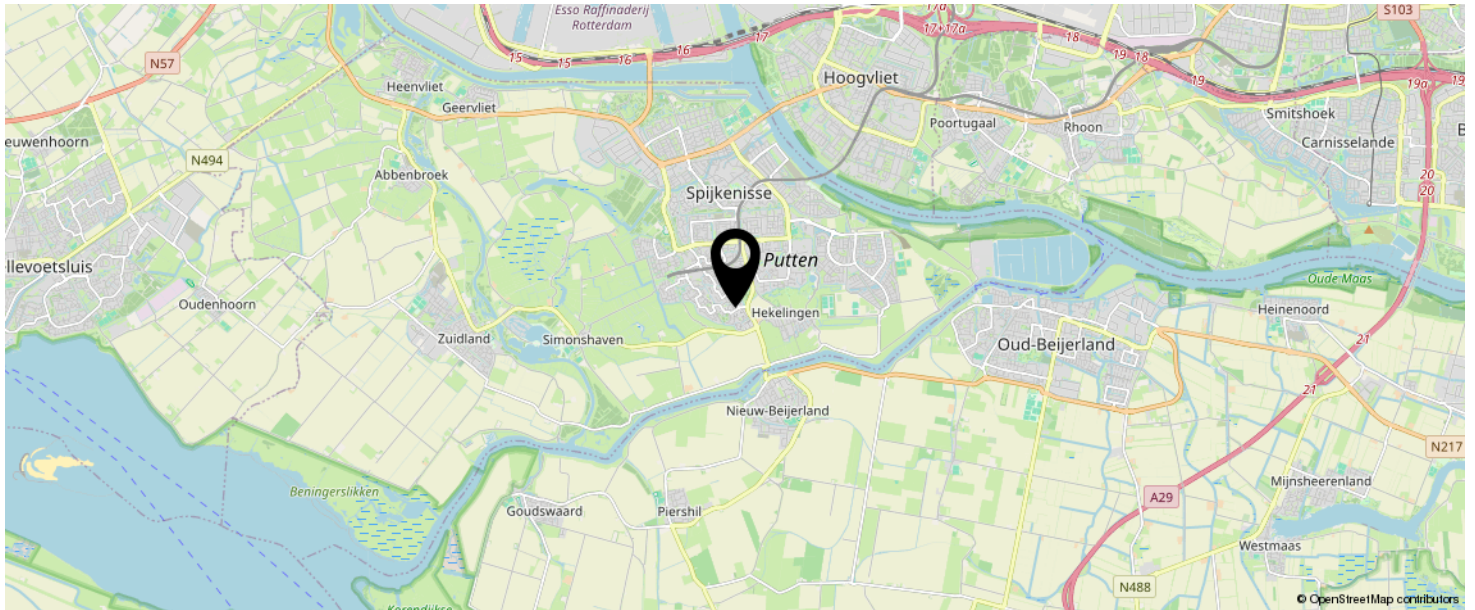 Esso Raffinaderij
Rotterdam
17a
S103
17+17a
N57
15
15
16
16
17
18
18
19
19
19a
19
Heenvliet
Geervliet
Hoogvliet
Poortugaal
Rhoon
Smitshoek
Carnisselande
B
euwenhoorn
N494
Abbenbroek
Spijkenisse
20
20
llevoetsluis
Putten
Oude Maas
Oudenhoorn
Zuidland
Simonshaven
Hekelingen
Oud-Beijerland
Heinenoord
21
21
Nieuw-Beijerland
N217
Beningerslikken
Goudswaard
Piershil
A29
Mijnsheerenland
Westmaas
N488
Korendijkse
© OpenStreetMap contributors